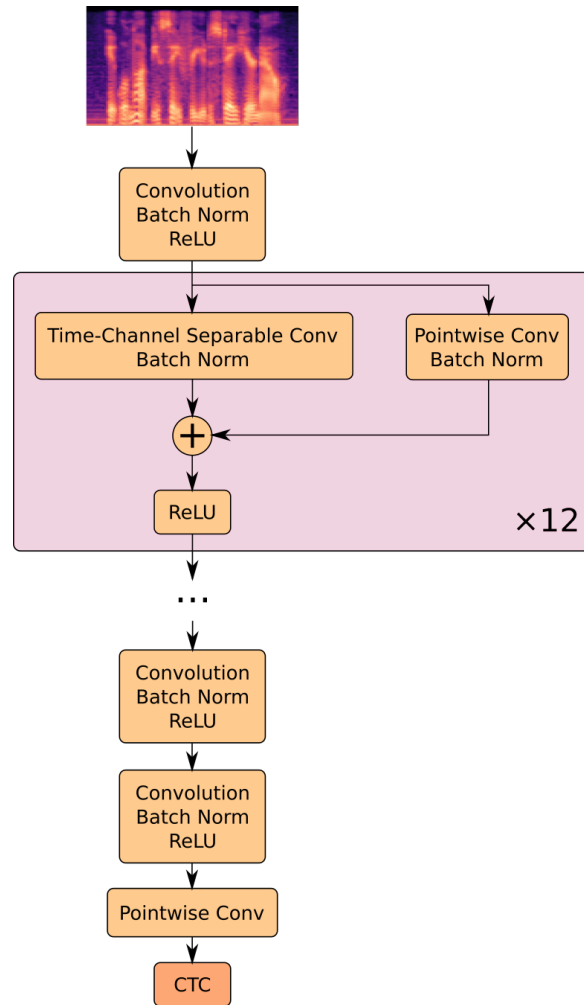 Convolution
Batch Norm
ReLU
Time-Channel Separable Conv
Batch Norm
Pointwise Conv
Batch Norm
+
ReLU
×12
...
Convolution
Batch Norm
ReLU
Convolution
Batch Norm
ReLU
Pointwise Conv
CTC